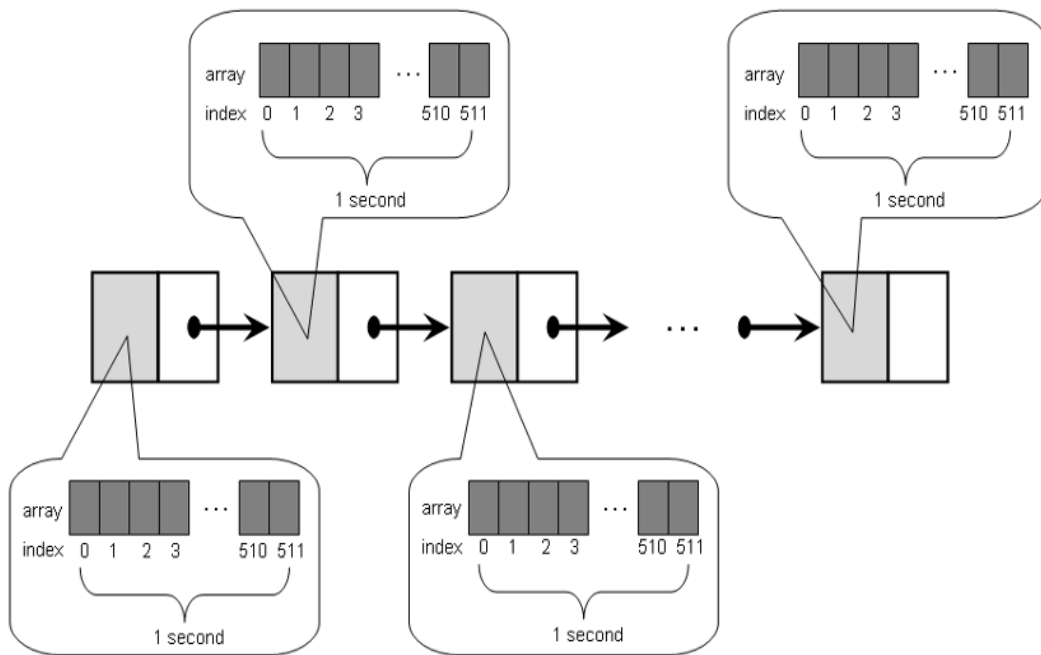 array ...
index 0 1 2 3 510 511
1 second
array ...
index 0 1 2 3 510 511
1 second
...
array ...
index 0 1 2 3 510 511
1 second
array ...
index 0 1 2 3 510 511
1 second